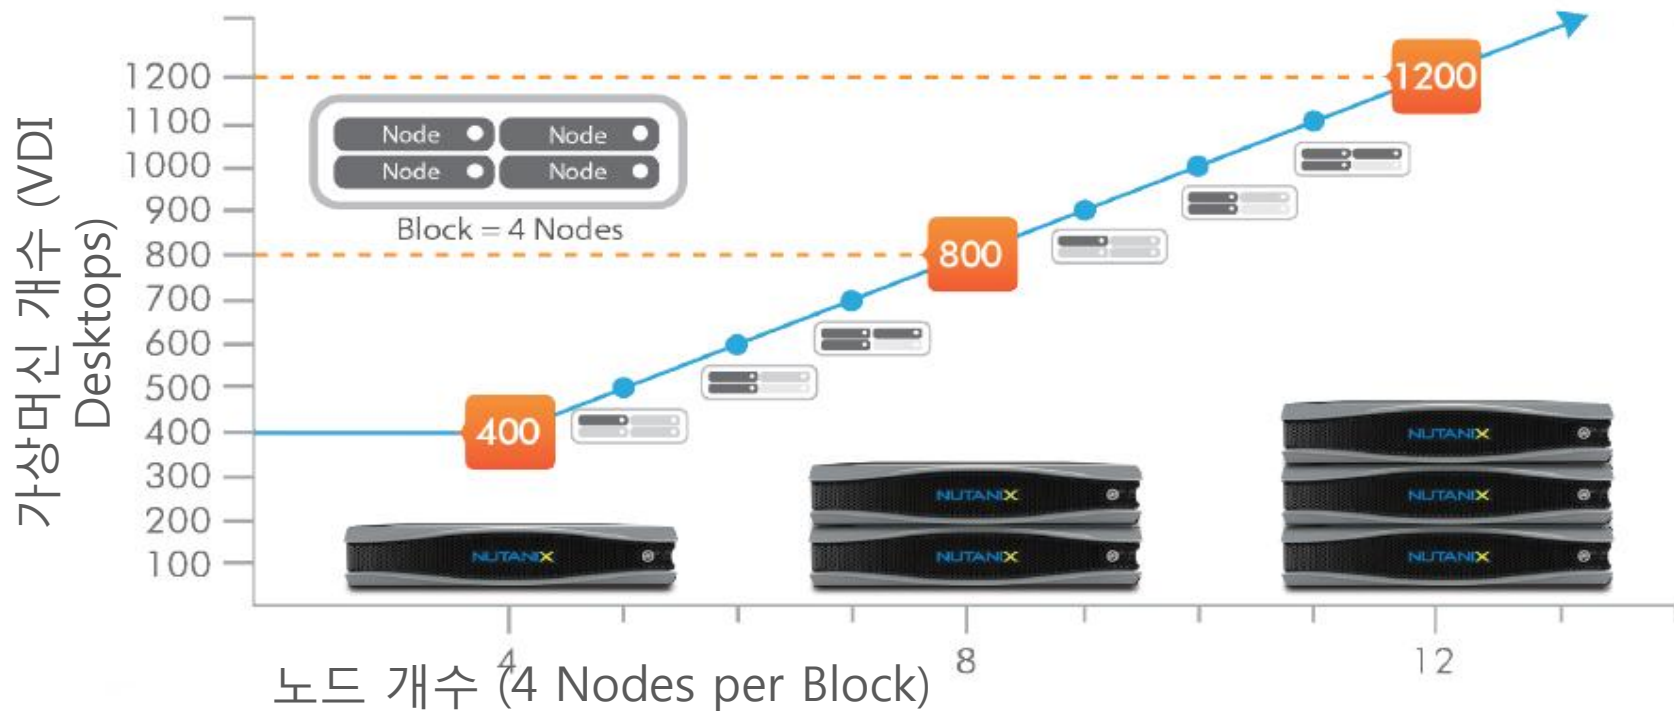 가상머신 개수 (VDI
Desktops)
1200
1100
1000
900
800
700
600
500
400
300
200
100
Node Node
Node Node
Block = 4 Nodes
400
800
1200
NUTANIX
NUTANIX
NUTANIX
NUTANIX
NUTANIX
NUTANIX
4
8
12
노드 개수 (4 Nodes per Block)